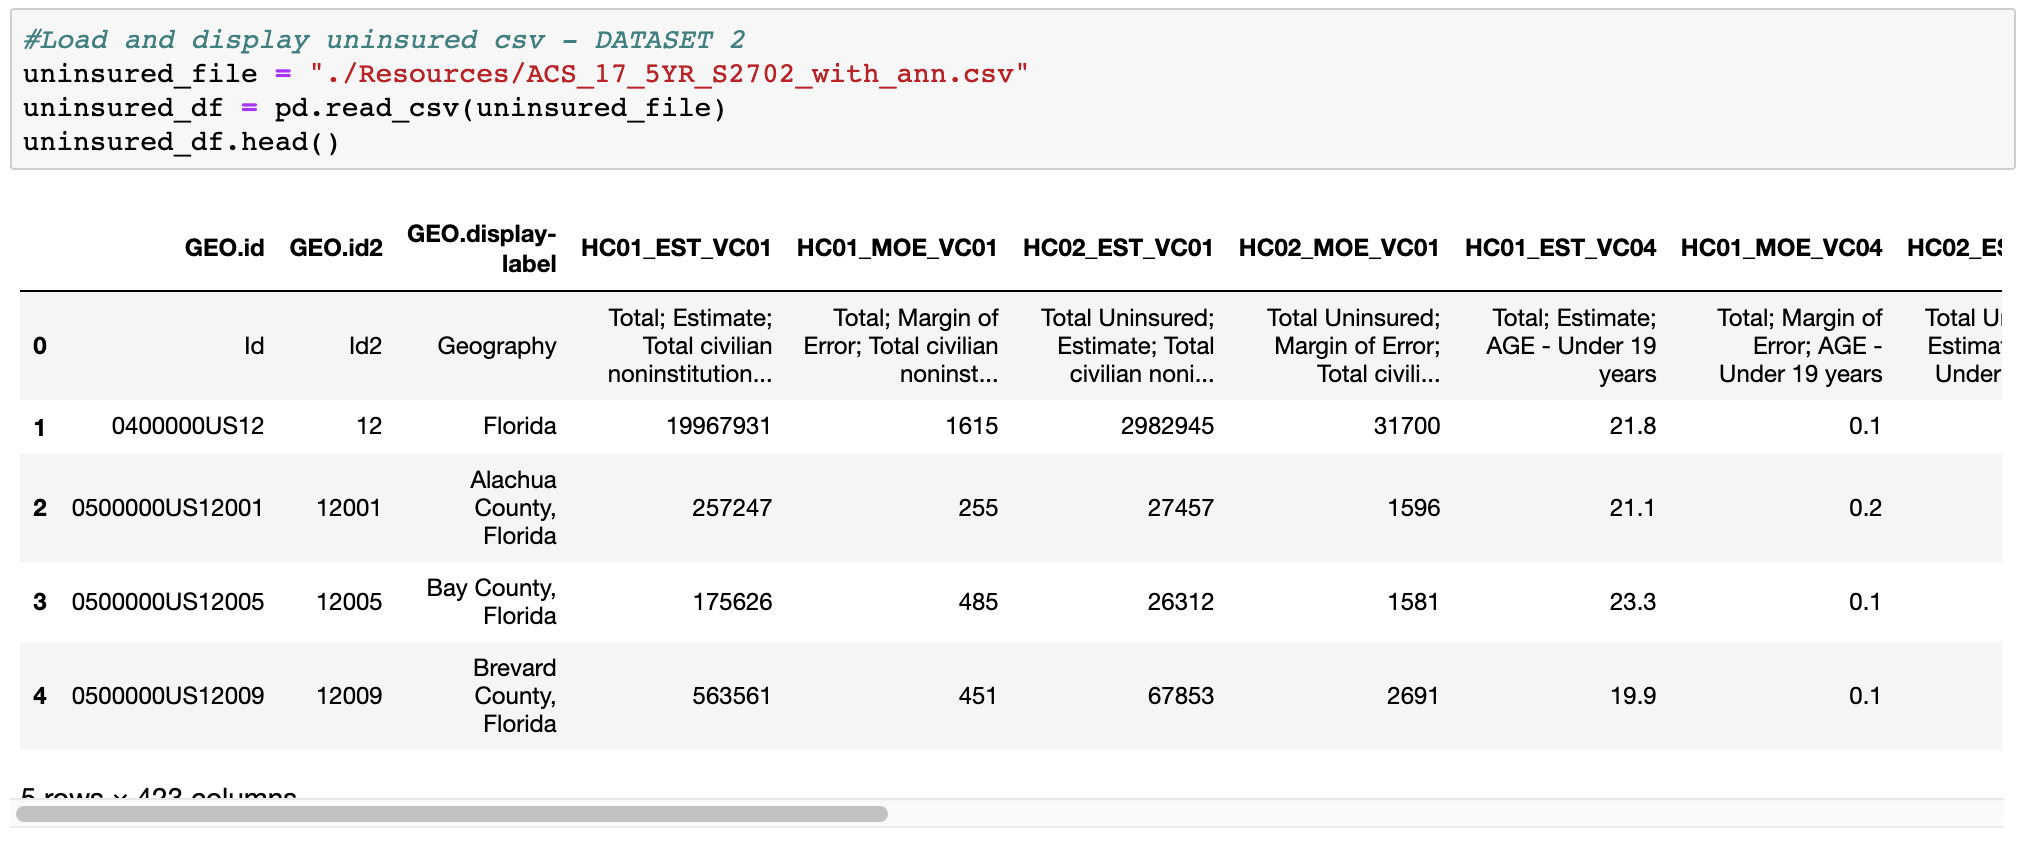 #Load and display uninsured csv - DATASET 2
uninsured_file = "./Resources/ACS_17_5YR_S2702_with_ann.csv"
uninsured_df = pd.read_csv(uninsured_file)
uninsured_df.head()
GEO.id GEO.id2 GEO.display-label HC01_EST_VC01 HC01_MOE_VC01 HC02_EST_VC01 HC02_MOE_VC01 HC01_EST_VC04 HC01_MOE_VC04 HC02_ES
0 Id Id2 Geography Total; Estimate; Total civilian noninstitution... Total; Margin of Error; Total civilian noninst... Total Uninsured; Estimate; Total civilian noni... Total Uninsured; Margin of Error; Total civili... Total; Estimate; AGE - Under 19 years Total; Margin of Error; AGE - Under 19 years Total Estima Under
1 0400000US12 12 Florida 19967931 1615 2982945 31700 21.8 0.1
2 0500000US12001 12001 Alachua County, Florida 257247 255 27457 1596 21.1 0.2
3 0500000US12005 12005 Bay County, Florida 175626 485 26312 1581 23.3 0.1
4 0500000US12009 12009 Brevard County, Florida 563561 451 67853 2691 19.9 0.1
5 rows × 423 columns